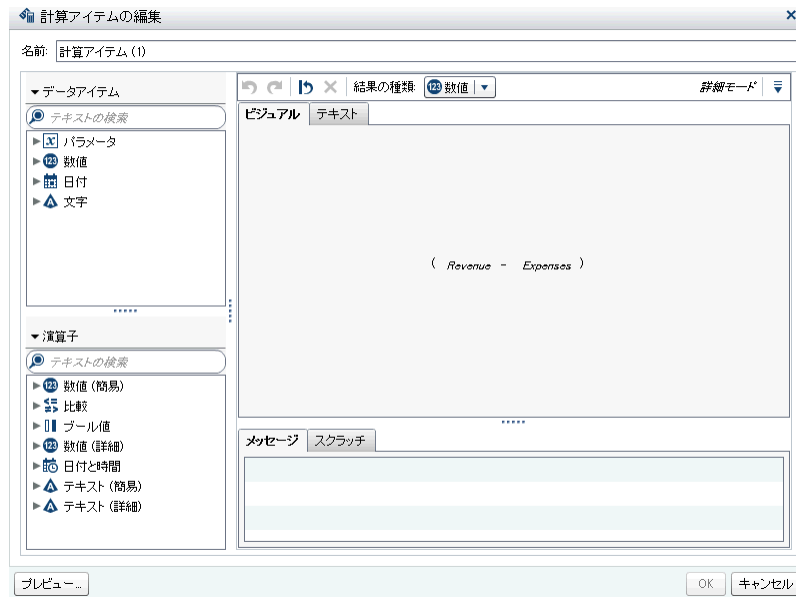 計算アイテムの編集
名前: 計算アイテム (1)
データアイテム
テキストの検索
パラメータ
数値
日付
文字
演算子
テキストの検索
数値 (簡易)
比較
ブール値
数値 (詳細)
日付と時間
テキスト (簡易)
テキスト (詳細)
結果の種類: 数値 詳細モード
ビジュアル テキスト
( Revenue - Expenses )
メッセージ スクラッチ
プレビュー... OK キャンセル